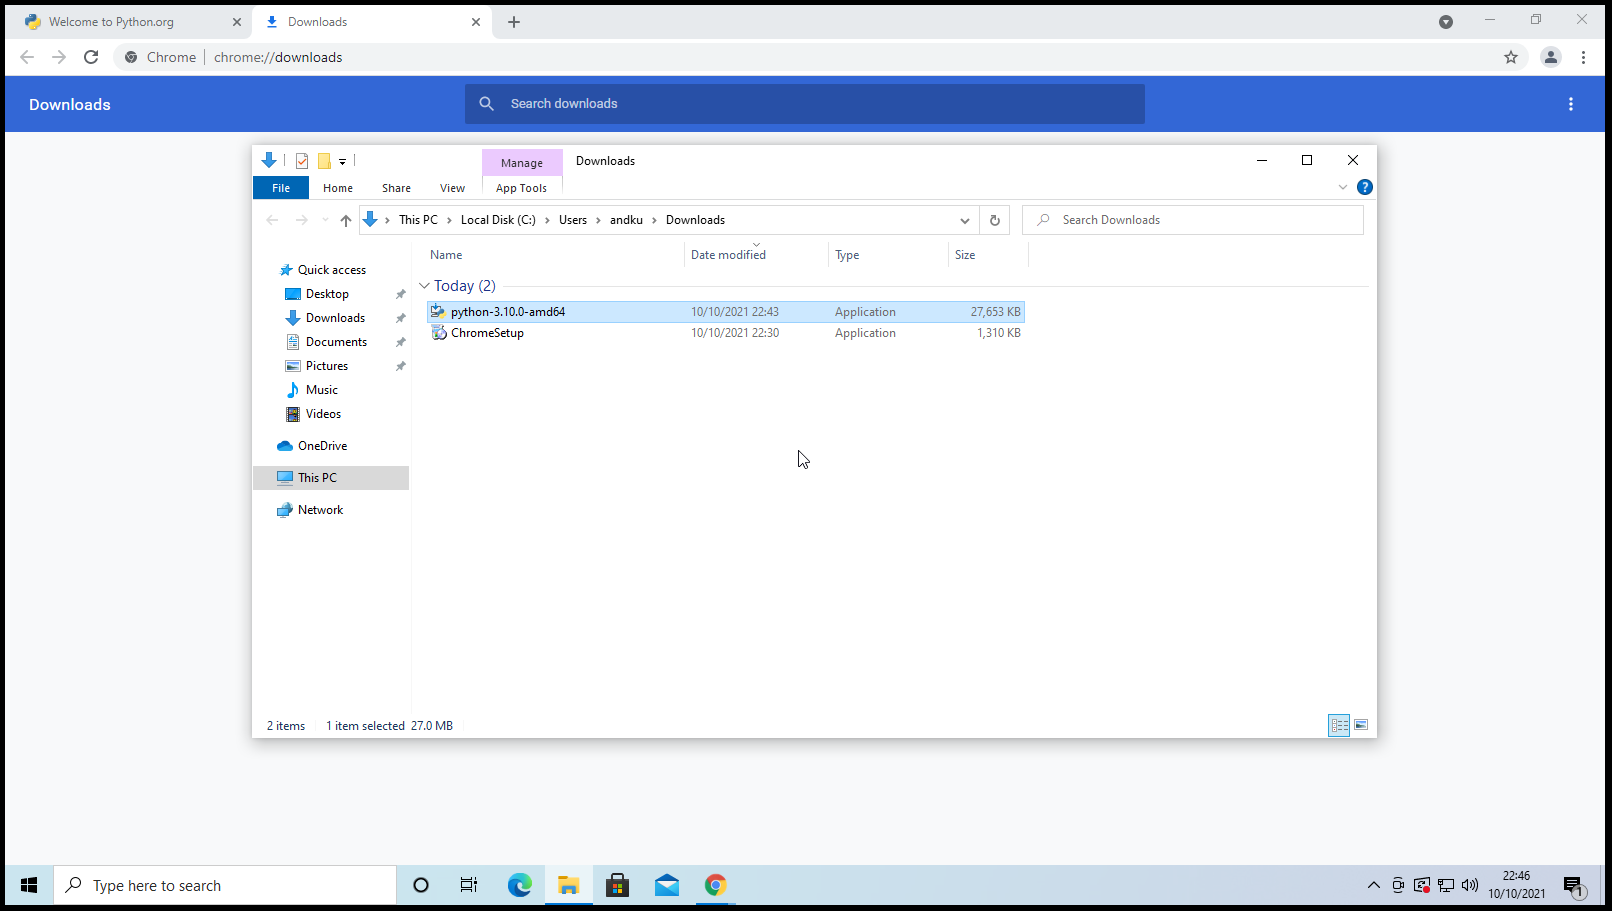 Welcome to Python.org
Downloads
Chrome
chrome://downloads
Downloads
Search downloads
Manage
Downloads
File
Home
Share
View
App Tools
?
This PC
Local Disk (C:)
Users
andku
Downloads
Search Downloads
Name
Date modified
Type
Size
Quick access
Desktop
Downloads
Documents
Pictures
Music
Videos
OneDrive
This PC
Network
Today (2)
python-3.10.0-amd64 10/10/2021 22:43 Application 27,653 KB
ChromeSetup 10/10/2021 22:30 Application 1,310 KB
2 items 1 item selected 27.0 MB
Type here to search
22:46
10/10/2021
1